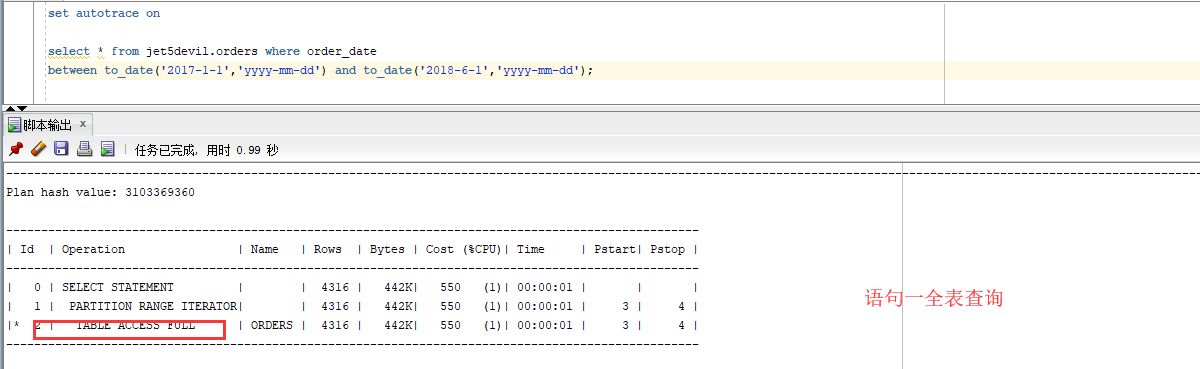 set autotrace on
select * from jet5devil.orders where order_date
between to_date('2017-1-1','yyyy-mm-dd') and to_date('2018-6-1','yyyy-mm-dd');
脚本输出 x
任务已完成, 用时 0.99 秒
Plan hash value: 3103369360
| Id | Operation | Name | Rows | Bytes | Cost (%CPU)| Time | Pstart| Pstop |
| 0 | SELECT STATEMENT | | 4316 | 442K| 550 (1)| 00:00:01 | | |
| 1 | PARTITION RANGE ITERATOR| | 4316 | 442K| 550 (1)| 00:00:01 | 3 | 4 |
|* 2 | TABLE ACCESS FULL | ORDERS | 4316 | 442K| 550 (1)| 00:00:01 | 3 | 4 |
语句一全表查询